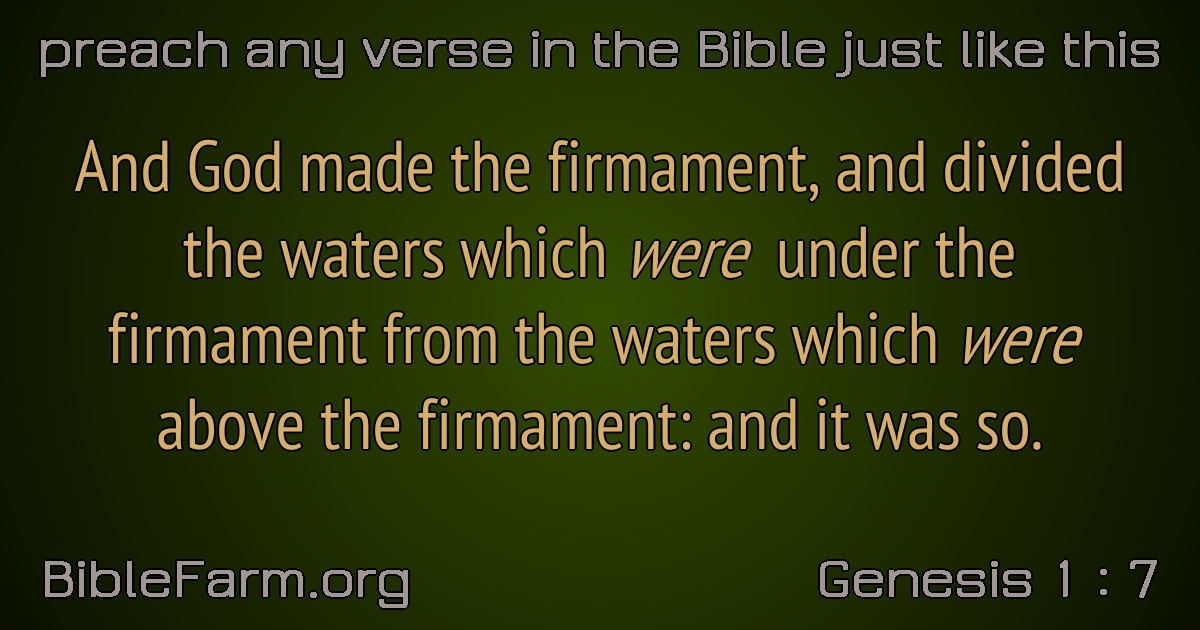 preach any verse in the Bible just like this
And God made the firmament, and divided
the waters which were under the
firmament from the waters which were
above the firmament: and it was so.
BibleFarm.org
Genesis 1 : 7